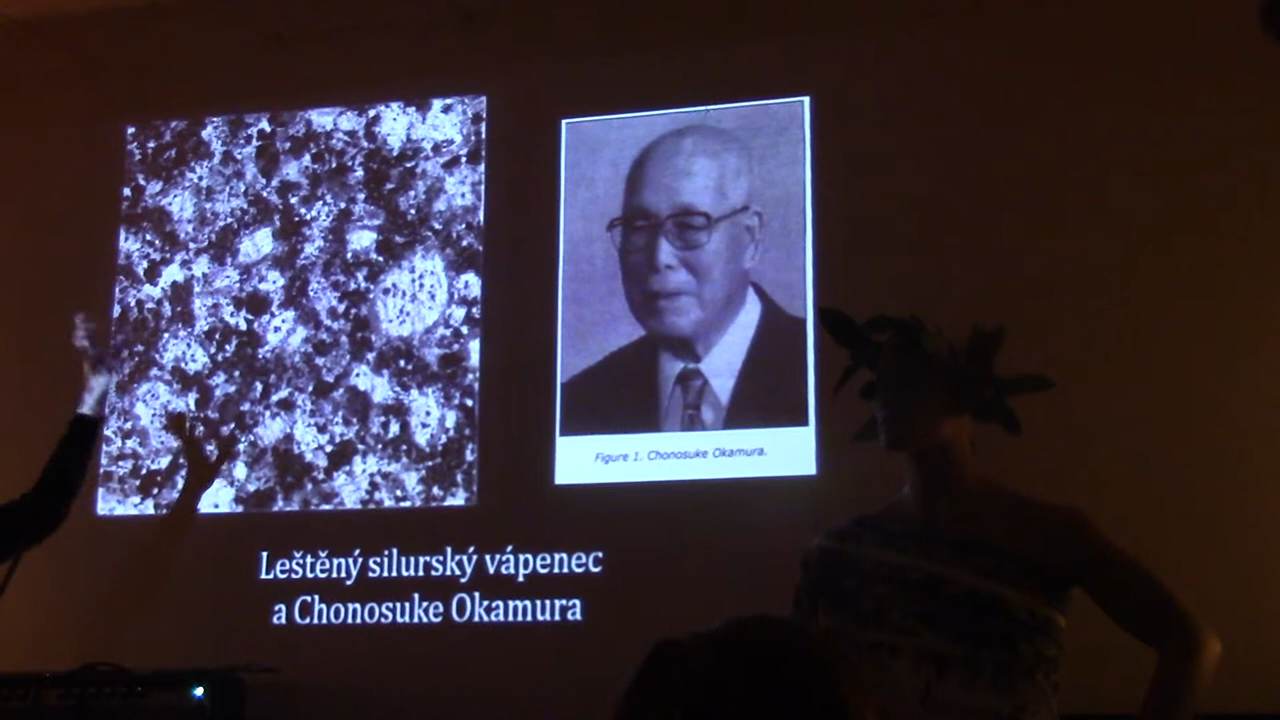 Figure 1. Chonosuke Okamura.
Leštěný silurský vápenec
a Chonosuke Okamura